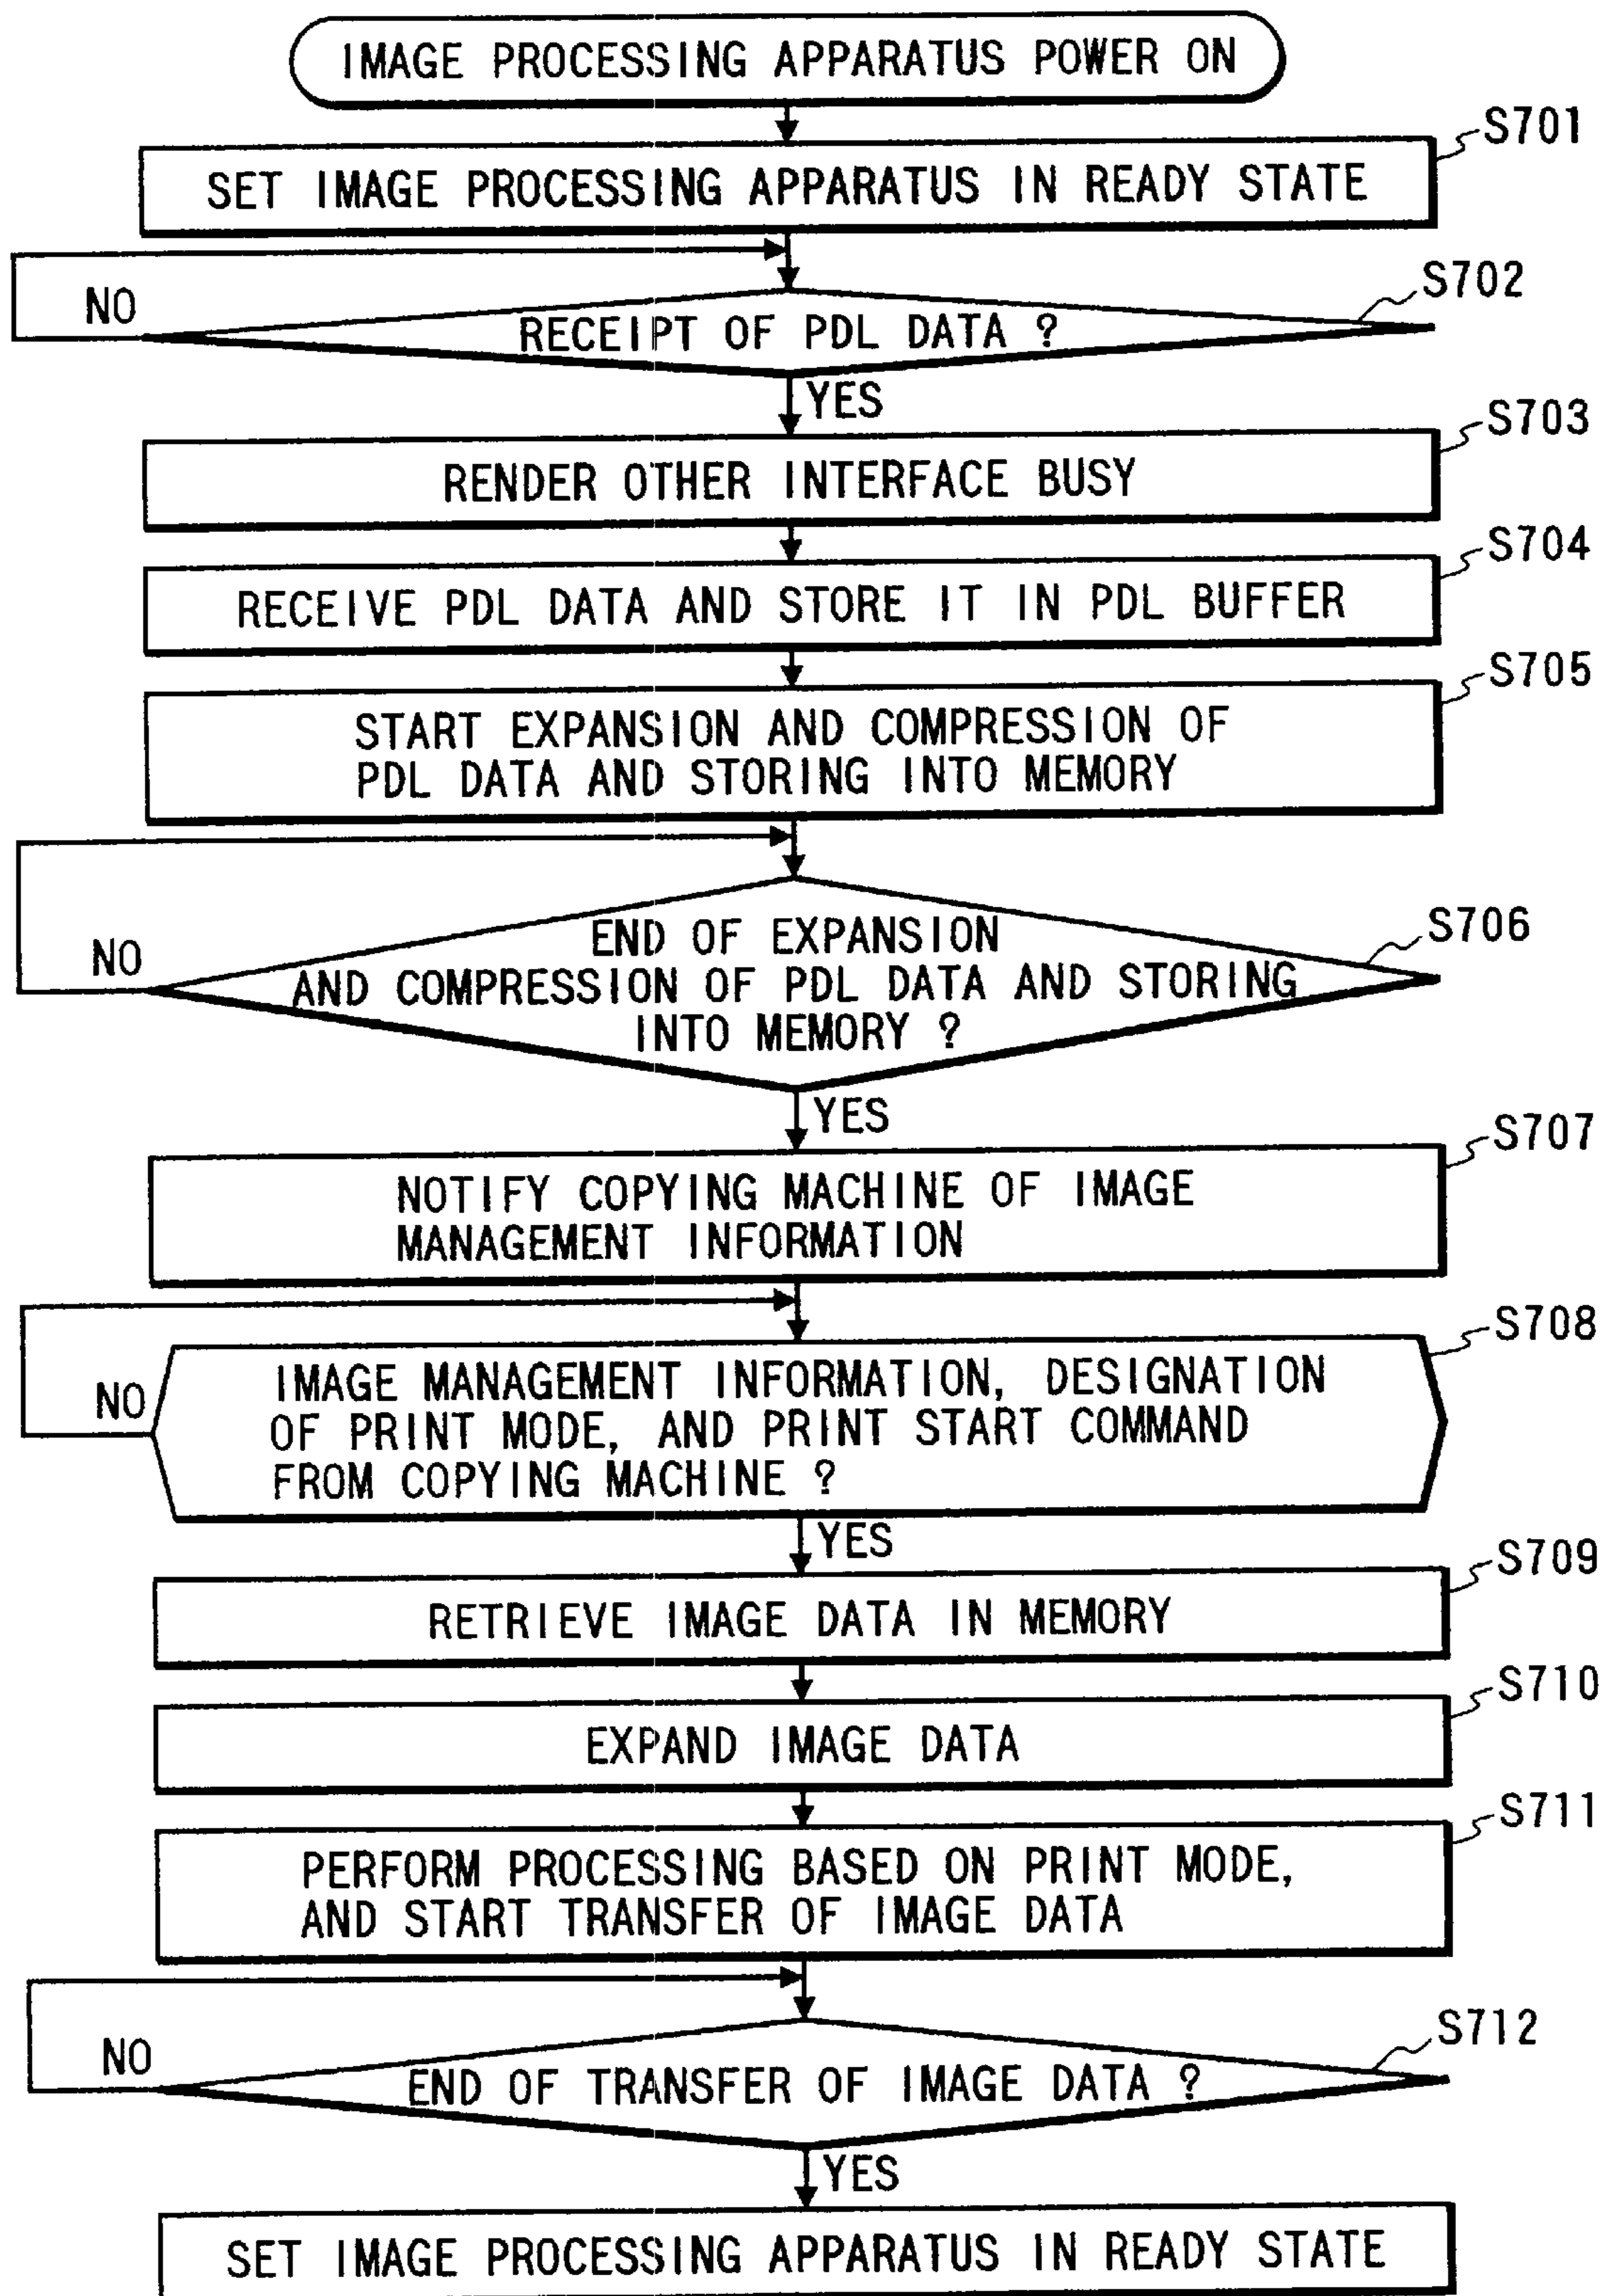 IMAGE PROCESSING APPARATUS POWER ON
S701
SET IMAGE PROCESSING APPARATUS IN READY STATE
S702
NO
RECEIPT OF PDL DATA ?
YES
S703
RENDER OTHER INTERFACE BUSY
S704
RECEIVE PDL DATA AND STORE IT IN PDL BUFFER
S705
START EXPANSION AND COMPRESSION OF
PDL DATA AND STORING INTO MEMORY
S706
END OF EXPANSION
NO
AND COMPRESSION OF PDL DATA AND STORING
INTO MEMORY ?
YES
S707
NOTIFY COPYING MACHINE OF IMAGE
MANAGEMENT INFORMATION
S708
IMAGE MANAGEMENT INFORMATION, DESIGNATION
NO
OF PRINT MODE, AND PRINT START COMMAND
FROM COPYING MACHINE ?
YES
S709
RETRIEVE IMAGE DATA IN MEMORY
S710
EXPAND IMAGE DATA
S711
PERFORM PROCESSING BASED ON PRINT MODE,
AND START TRANSFER OF IMAGE DATA
S712
NO
END OF TRANSFER OF IMAGE DATA ?
YES
SET IMAGE PROCESSING APPARATUS IN READY STATE